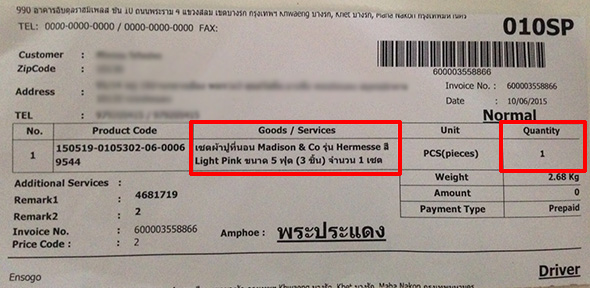 990 อาคารอับดุลราฮิมเพลส ชั้น 10 ถนนพระราม 4 แขวงสีลม เขตบางรัก กรุงเทพฯ Khwaeng บางรัก, Khet บางรัก, Maha Nakon กรุงเทพมหานคร
TEL: 0000-0000-0000 / 0000-0000 FAX:
010SP
Customer :
ZipCode :
Address :
TEL :
600003558866
Invoice No. : 600003558866
Date : 10/06/2015
Normal
No. Product Code Goods / Services Unit Quantity
1 150519-0105302-06-0006 9544 เซตผ้าปูที่นอน Madison & Co รุ่น Hermesse สี PCS(pieces) 1
Light Pink ขนาด 5 ฟุต (3 ชิ้น) จำนวน 1 เซต
Additional Services :
Weight 2.68 Kg
Remark1 : 4681719
Amount 0
Remark2 : 2
Payment Type Prepaid
Invoice No. : 600003558866
Amphoe: พระประแดง
Price Code : 2
Ensogo
Driver